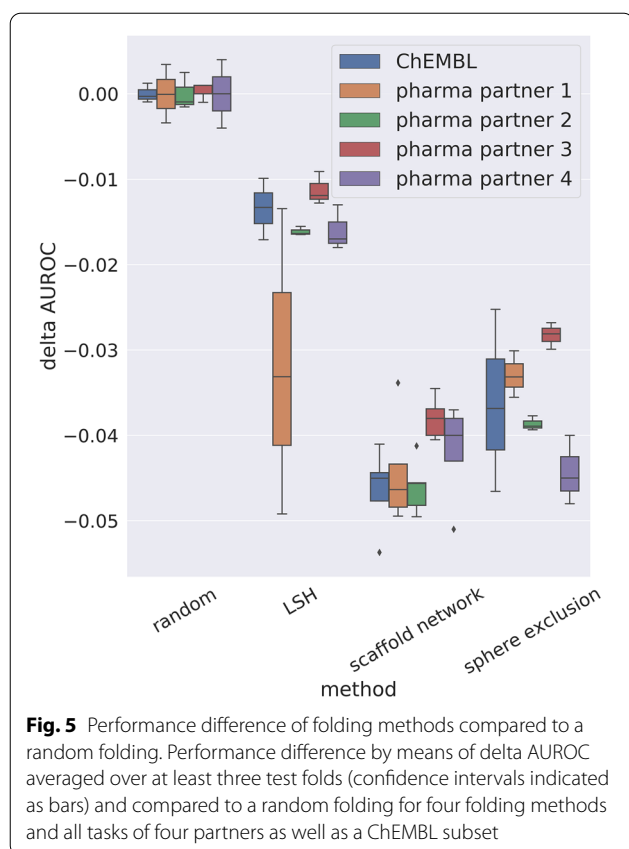 0.00
−0.01
−0.02
−0.03
−0.04
−0.05
delta AUROC
ChEMBL
pharma partner 1
pharma partner 2
pharma partner 3
pharma partner 4
random
LSH
scaffold network
sphere exclusion
method
Fig. 5 Performance difference of folding methods compared to a
random folding. Performance difference by means of delta AUROC
averaged over at least three test folds (confidence intervals indicated
as bars) and compared to a random folding for four folding methods
and all tasks of four partners as well as a ChEMBL subset